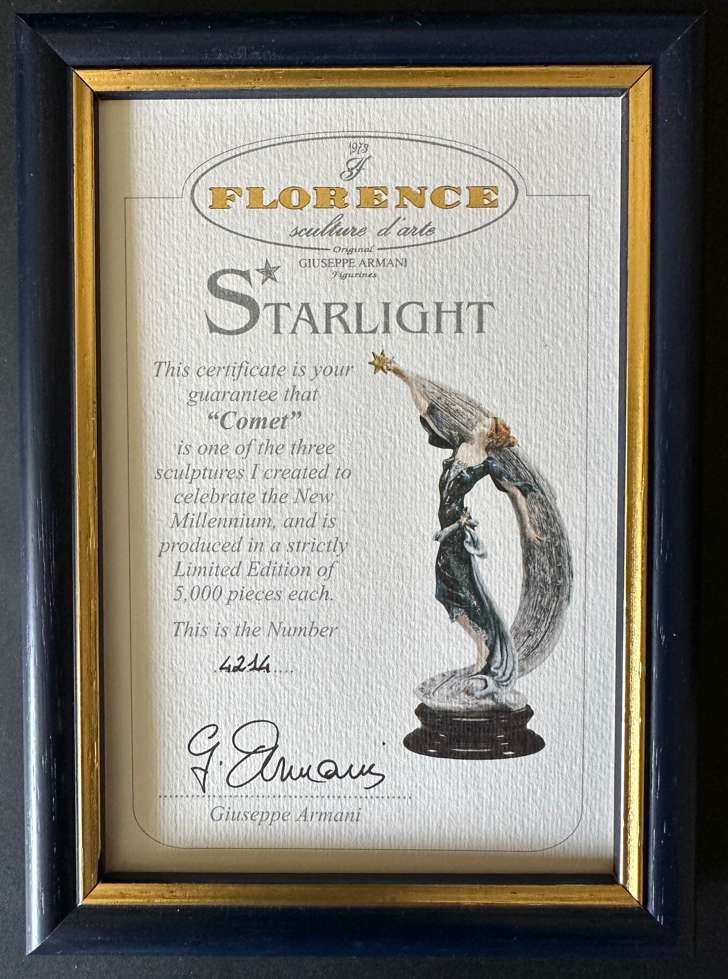 1973
A
FLORENCE
sculture d'arte
Original
GIUSEPPE ARMANI
Figurines
STARLIGHT
This certificate is your
guarantee that
“Comet”
is one of the three
sculptures I created to
celebrate the New
Millennium, and is
produced in a strictly
Limited Edition of
5,000 pieces each.
This is the Number
4214
G. Armani
Giuseppe Armani